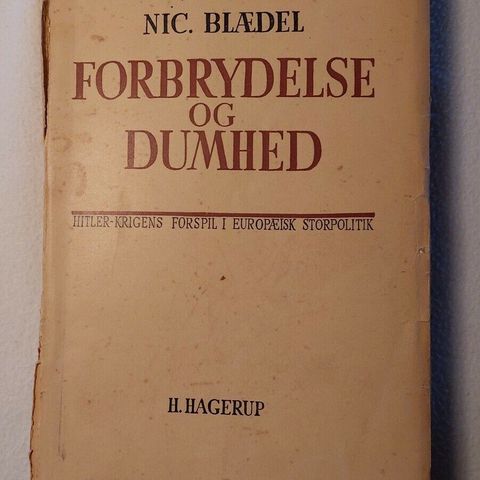 NIC. BLÆDEL
FORBRYDELSE
OG
DUMHED
HITLER-KRIGENS FORSPIL I EUROPÆISK STORPOLITIK
H. HAGERUP